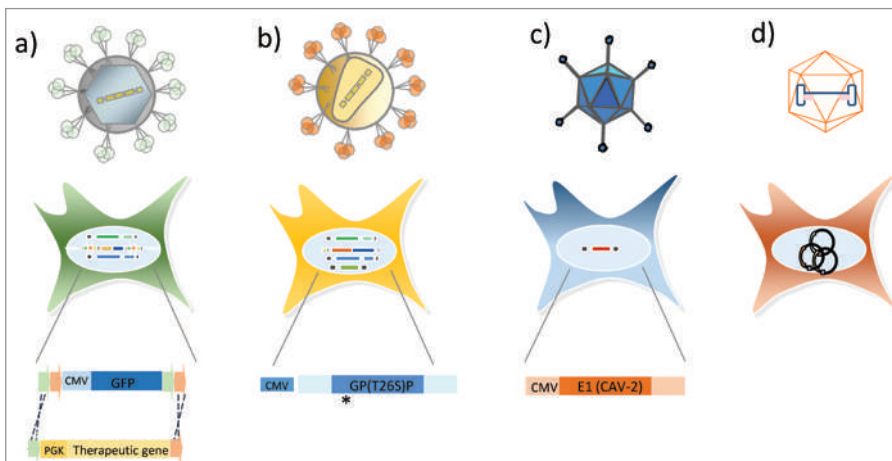 a) b) c) d)
CMV GFP
CMV GP(T265)P E1 (CAV-2) CMV
*
PGK Therapeutic gene